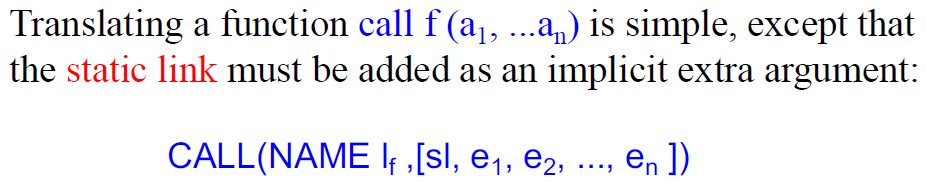 Translating a function call f (a₁, ...aₙ) is simple, except that
the static link must be added as an implicit extra argument:
CALL(NAME l_f ,[sl, e₁, e₂, ..., eₙ ])